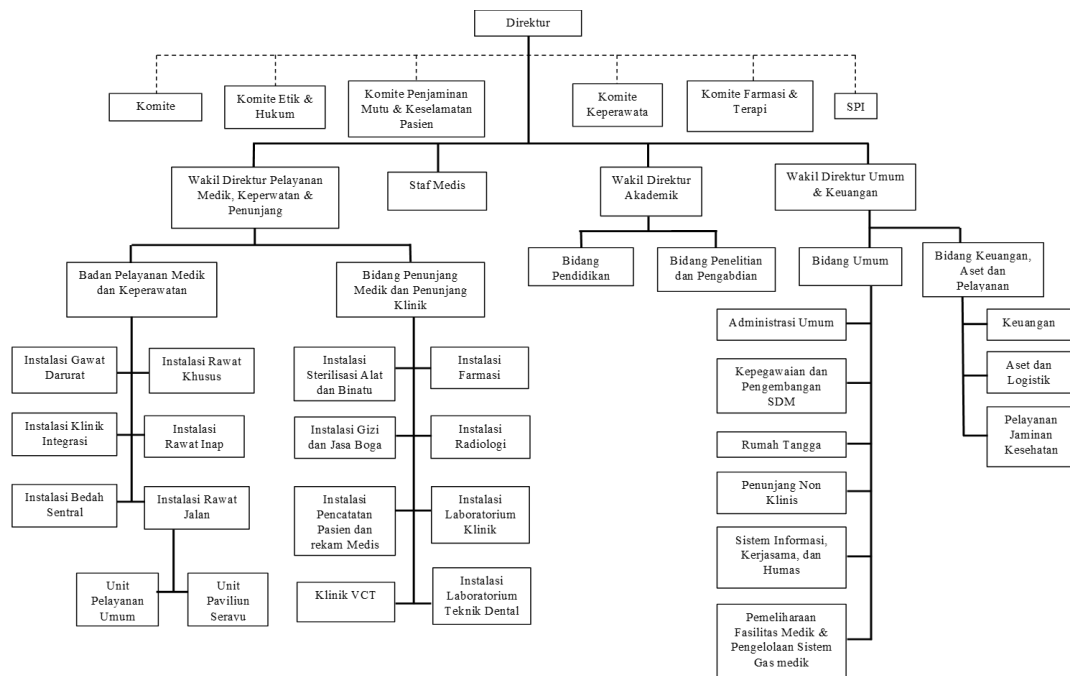 Direktur
Komite
Komite Etik &
Hukum
Komite Penjaminan
Mutu & Keselamatan
Pasien
Komite
Keperawata
Komite Farmasi &
Terapi
SPI
Wakil Direktur Pelayanan
Medik, Keperwatan &
Penunjang
Staf Medis
Wakil Direktur
Akademik
Wakil Direktur Umum
& Keuangan
Badan Pelayanan Medik
dan Keperawatan
Bidang Penunjang
Medik dan Penunjang
Klinik
Bidang
Pendidikan
Bidang Penelitian
dan Pengabdian
Bidang Umum
Bidang Keuangan,
Aset dan
Pelayanan
Instalasi Gawat
Darurat
Instalasi Rawat
Khusus
Instalasi Klinik
Integrasi
Instalasi
Rawat Inap
Instalasi Bedah
Sentral
Instalasi Rawat
Jalan
Unit
Pelayanan
Umum
Unit
Paviliun
Seravu
Instalasi
Sterilisasi Alat
dan Binatu
Instalasi
Farmasi
Instalasi Gizi
dan Jasa Boga
Instalasi
Radiologi
Instalasi
Pencatatan
Pasien dan
rekam Medis
Instalasi
Laboratorium
Klinik
Klinik VCT
Instalasi
Laboratorium
Teknik Dental
Administrasi Umum
Kepegawaian dan
Pengembangan
SDM
Rumah Tangga
Penunjang Non
Klinis
Sistem Informasi,
Kerjasama, dan
Humas
Pemeliharaan
Fasilitas Medik &
Pengelolaan Sistem
Gas medik
Keuangan
Aset dan
Logistik
Pelayanan
Jaminan
Kesehatan